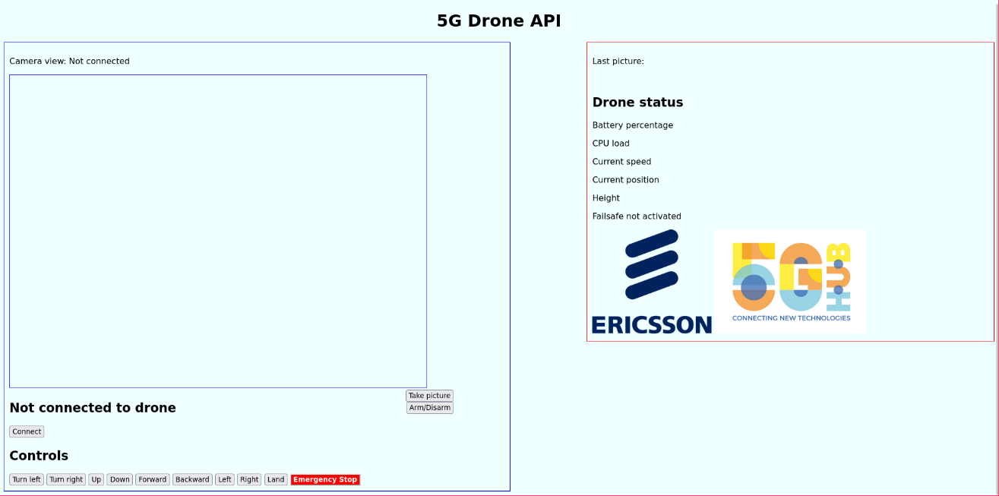 5G Drone API
Camera view: Not connected
Take picture
Arm/Disarm
Not connected to drone
Connect
Controls
Turn left Turn right Up Down Forward Backward Left Right Land Emergency Stop
Last picture:
Drone status
Battery percentage
CPU load
Current speed
Current position
Height
Failsafe not activated
ERICSSON
5G HUB
CONNECTING NEW TECHNOLOGIES